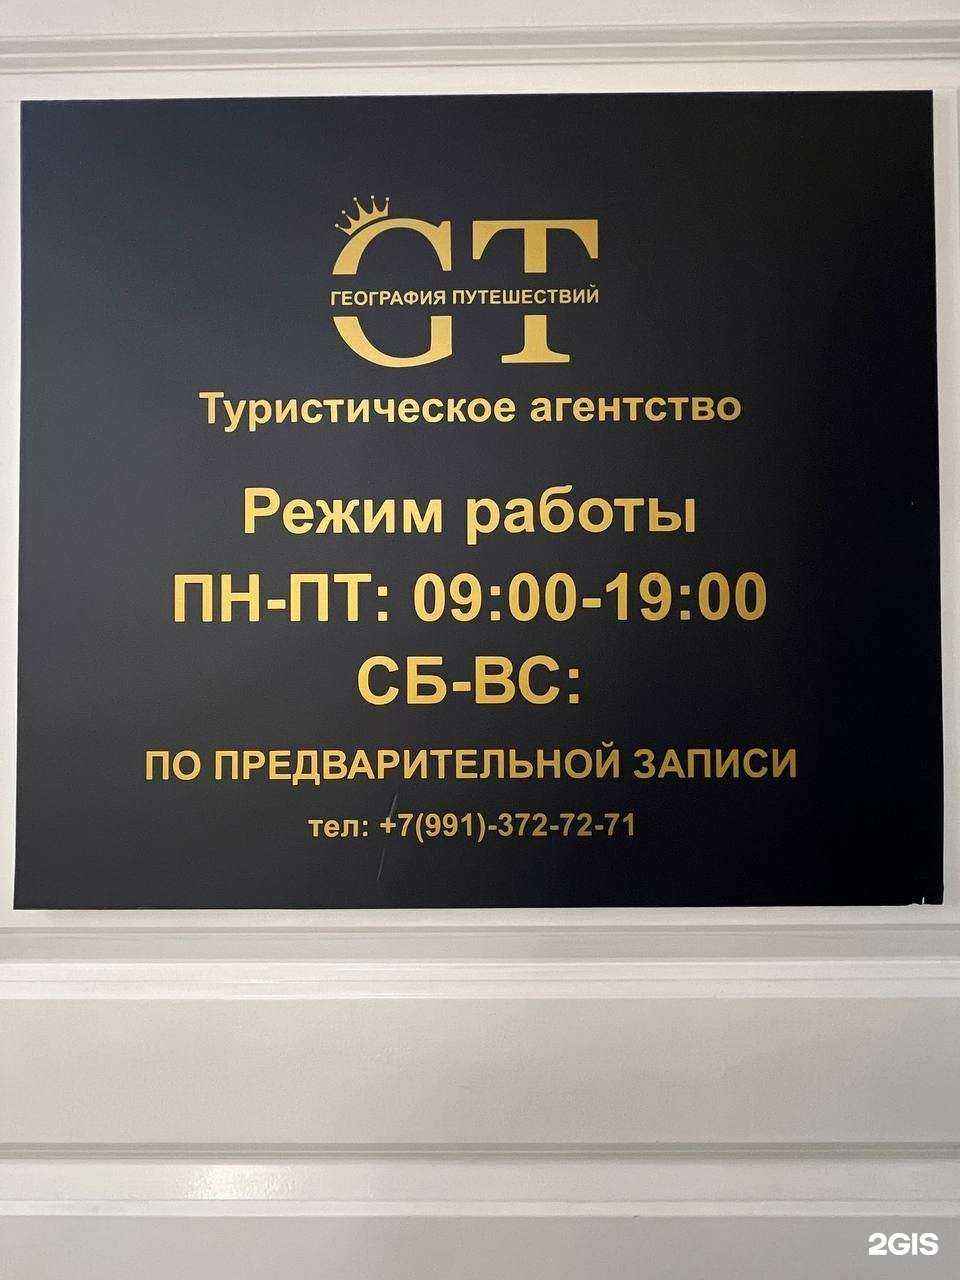 GT
ГЕОГРАФИЯ ПУТЕШЕСТВИЙ
Туристическое агентство
Режим работы
ПН-ПТ: 09:00-19:00
СБ-ВС:
ПО ПРЕДВАРИТЕЛЬНОЙ ЗАПИСИ
тел: +7(991)-372-72-71
2GIS